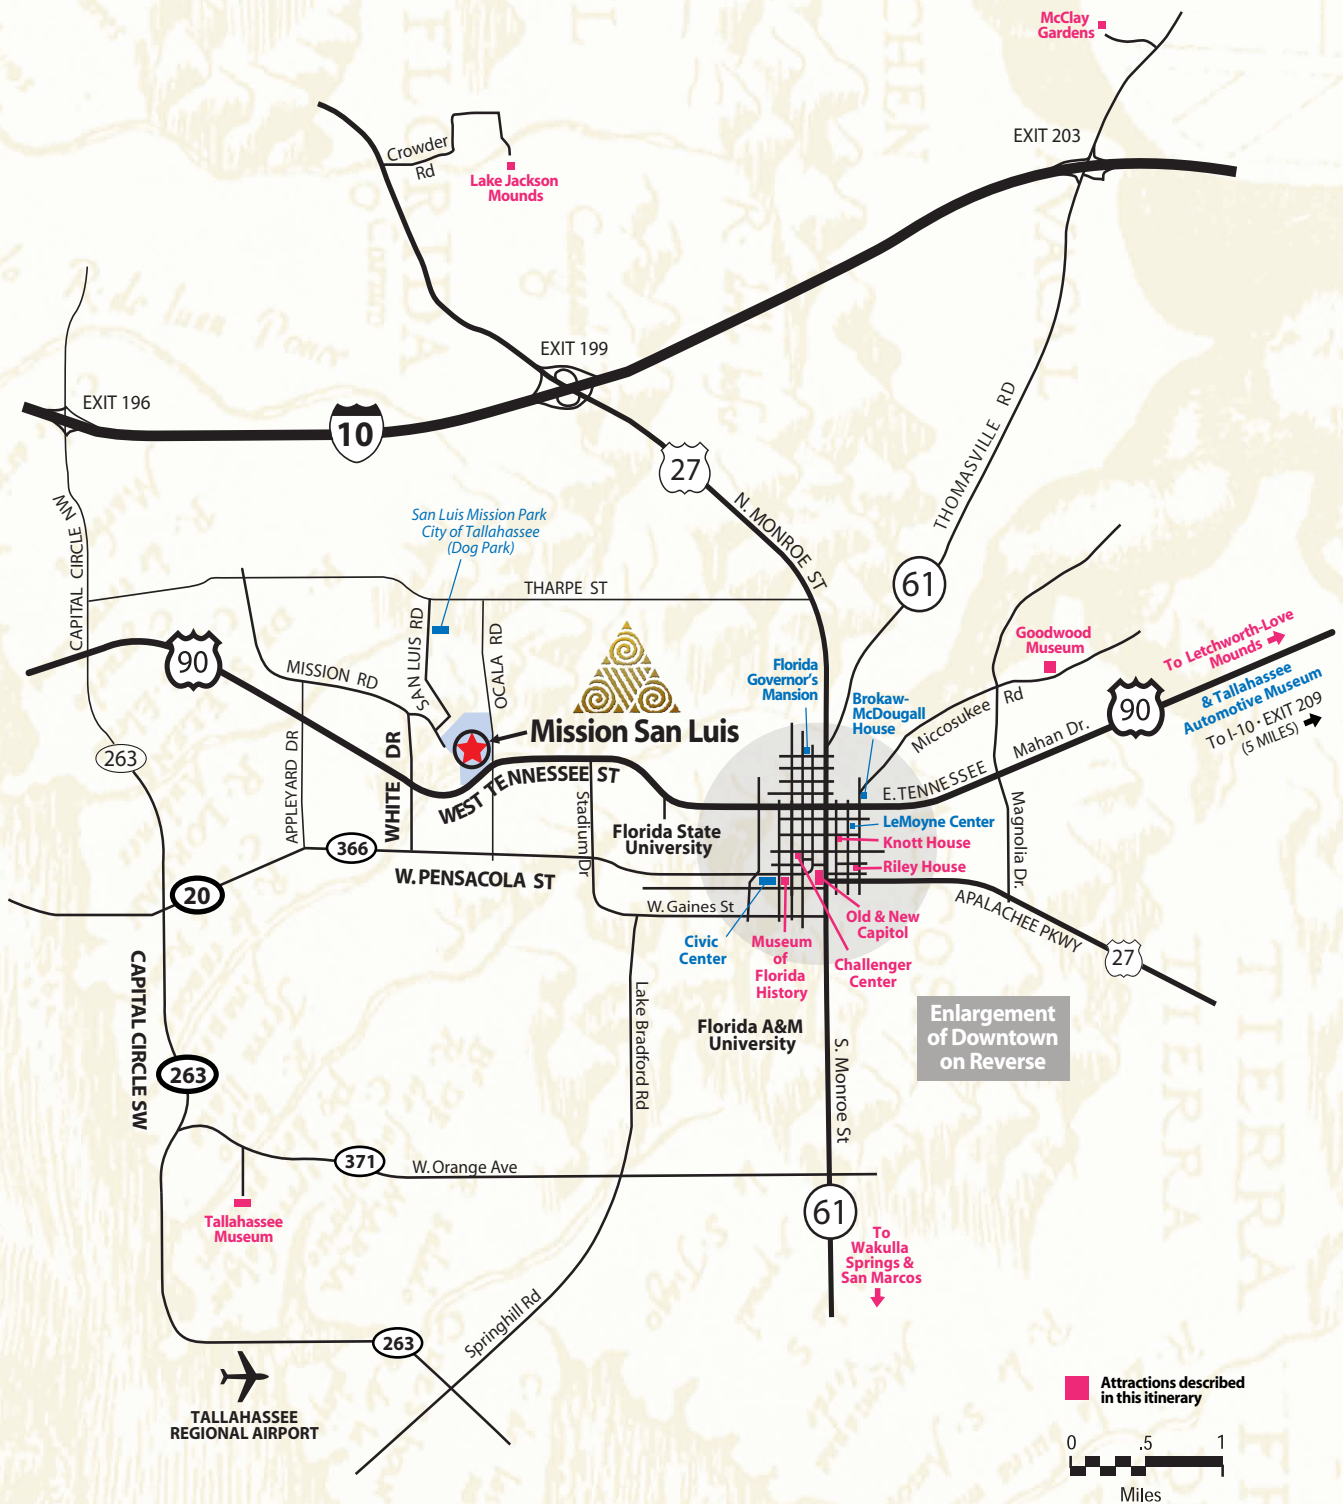 McClay
Gardens
EXIT 203
Crowder
Rd
Lake Jackson
Mounds
EXIT 199
EXIT 196
10
27
N. MONROE ST
THOMASVILLE RD
61
CAPITAL CIRCLE NW
San Luis Mission Park
City of Tallahassee
(Dog Park)
THARPE ST
SAN LUIS RD
OCALA RD
90
MISSION RD
Mission San Luis
Florida
Governor's
Mansion
Brokaw-
McDougall
House
Goodwood
Museum
Miccosukee Rd
To Letchworth-Love
Mounds
& Tallahassee
Automotive Museum
To I-10 · EXIT 209
(5 MILES)
90
Mahan Dr.
E. TENNESSEE
263
APPLEYARD DR
WHITE DR
WEST TENNESSEE ST
Stadium Dr
Florida State
University
LeMoyne Center
Knott House
Riley House
Magnolia Dr.
366
20
W. PENSACOLA ST
W. Gaines St
Old & New
Capitol
APALACHEE PKWY
27
Civic
Center
Museum
of
Florida
History
Challenger
Center
CAPITAL CIRCLE SW
Lake Bradford Rd
Florida A&M
University
Enlargement
of Downtown
on Reverse
S. Monroe St
263
371
W. Orange Ave
Tallahassee
Museum
61
To
Wakulla
Springs &
San Marcos
Springhill Rd
263
TALLAHASSEE
REGIONAL AIRPORT
Attractions described
in this itinerary
0 .5 1
Miles